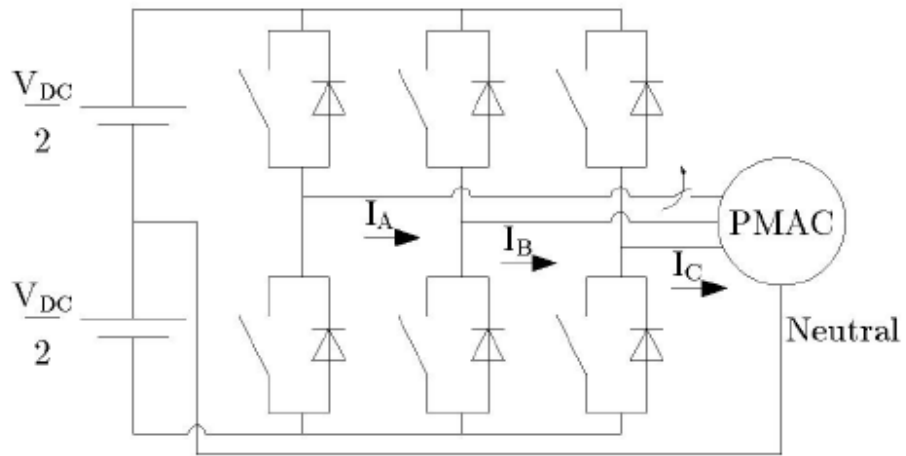 V_DC
2
V_DC
2
I_A
I_B
I_C
PMAC
Neutral